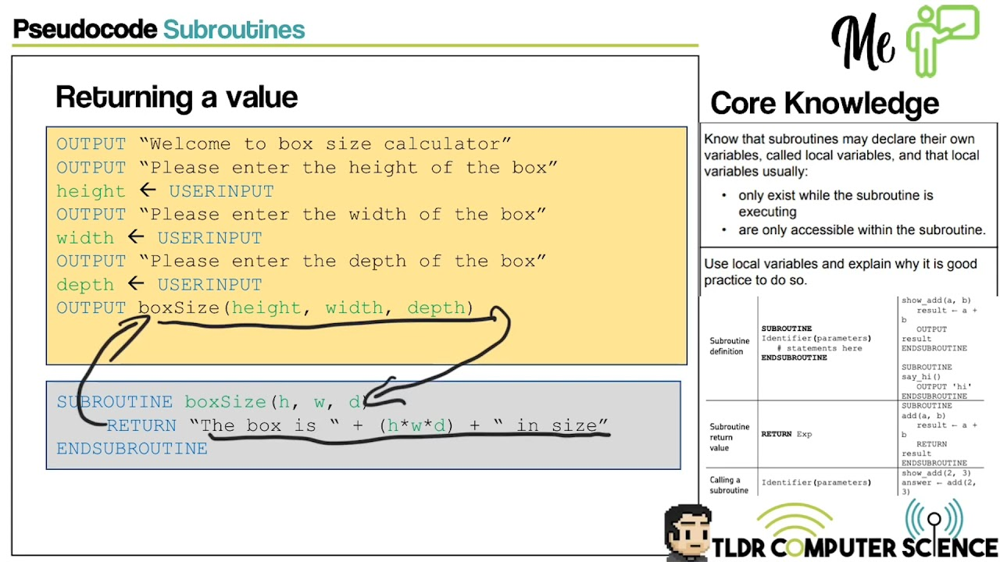 Pseudocode Subroutines
Me
Returning a value
OUTPUT “Welcome to box size calculator”
OUTPUT “Please enter the height of the box”
height ← USERINPUT
OUTPUT “Please enter the width of the box”
width ← USERINPUT
OUTPUT “Please enter the depth of the box”
depth ← USERINPUT
OUTPUT boxSize(height, width, depth)
SUBROUTINE boxSize(h, w, d)
RETURN “The box is “ + (h*w*d) + “ in size”
ENDSUBROUTINE
Core Knowledge
Know that subroutines may declare their own
variables, called local variables, and that local
variables usually:
• only exist while the subroutine is
executing
• are only accessible within the subroutine.
Use local variables and explain why it is good
practice to do so.
Subroutine
definition
SUBROUTINE
Identifier(parameters)
# statements here
ENDSUBROUTINE
show_add(a, b)
result ← a +
b
OUTPUT
result
ENDSUBROUTINE
SUBROUTINE
say_hi()
OUTPUT 'hi'
ENDSUBROUTINE
Subroutine
return
value
RETURN Exp
SUBROUTINE
add(a, b)
result ← a +
b
RETURN
result
ENDSUBROUTINE
Calling a
subroutine
Identifier(parameters)
show_add(2, 3)
answer ← add(2,
3)
TLDR COMPUTER SCIENCE